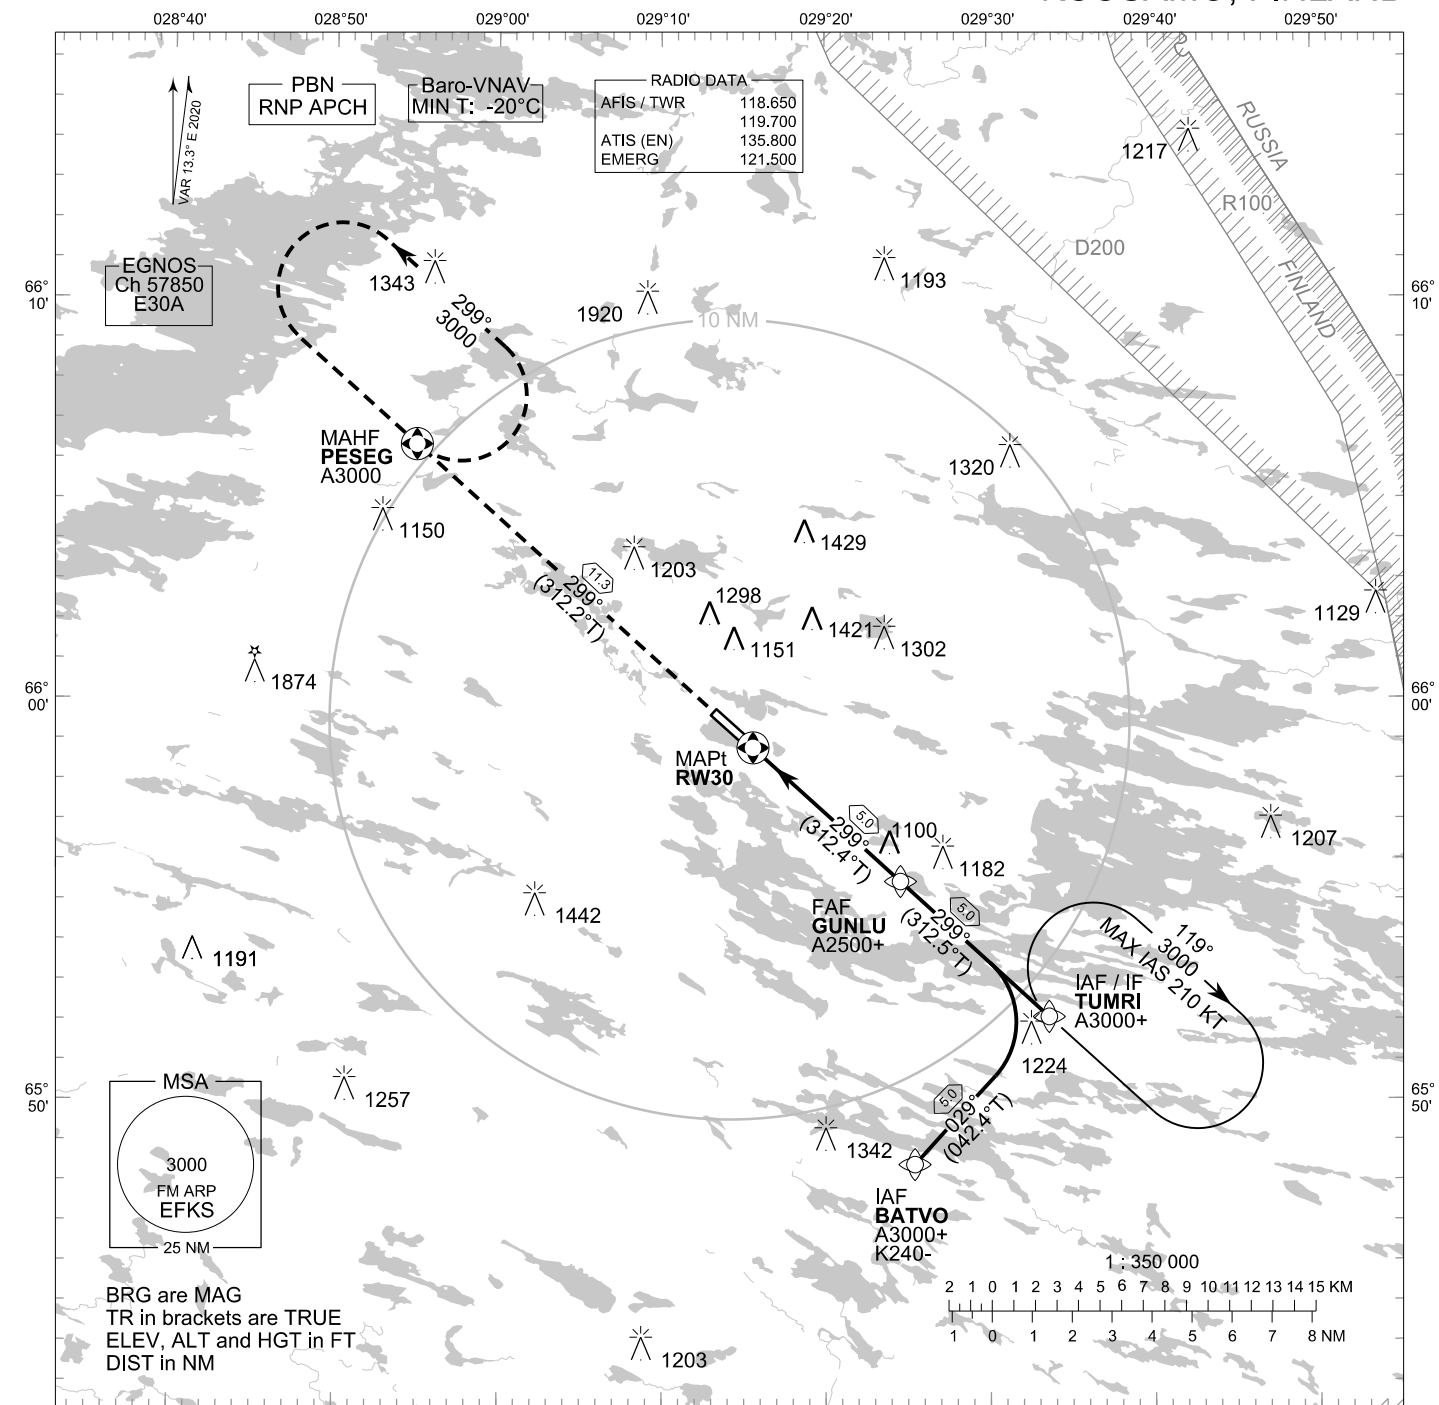 028°40'
028°50'
029°00'
029°10'
029°20'
029°30'
029°40'
029°50'
PBN
RNP APCH
Baro-VNAV
MIN T: -20°C
RADIO DATA
AFIS / TWR 118.650
119.700
ATIS (EN) 135.800
EMERG 121.500
VAR 13.3° E 2020
1217
RUSSIA
R100
D200
FINLAND
EGNOS
Ch 57850
E30A
66°
10'
66°
10'
1343
1920
1193
299°
3000
10 NM
MAHF
PESEG
A3000
1320
1150
1429
1203
11.3
299°
(312.2°T)
1298
1151
1421
1302
1129
1874
66°
00'
66°
00'
MAPt
RW30
5.0
299°
(312.4°T)
1100
1182
1207
1442
FAF
GUNLU
A2500+
5.0
299°
(312.5°T)
1191
119°
3000
MAX IAS 210 KT
IAF / IF
TUMRI
A3000+
1224
65°
50'
65°
50'
MSA
3000
FM ARP
EFKS
25 NM
1257
5.0
029°
(042.4°T)
1342
IAF
BATVO
A3000+
K240-
1 : 350 000
2 1 0 1 2 3 4 5 6 7 8 9 10 11 12 13 14 15 KM
1 0 1 2 3 4 5 6 7 8 NM
BRG are MAG
TR in brackets are TRUE
ELEV, ALT and HGT in FT
DIST in NM
1203